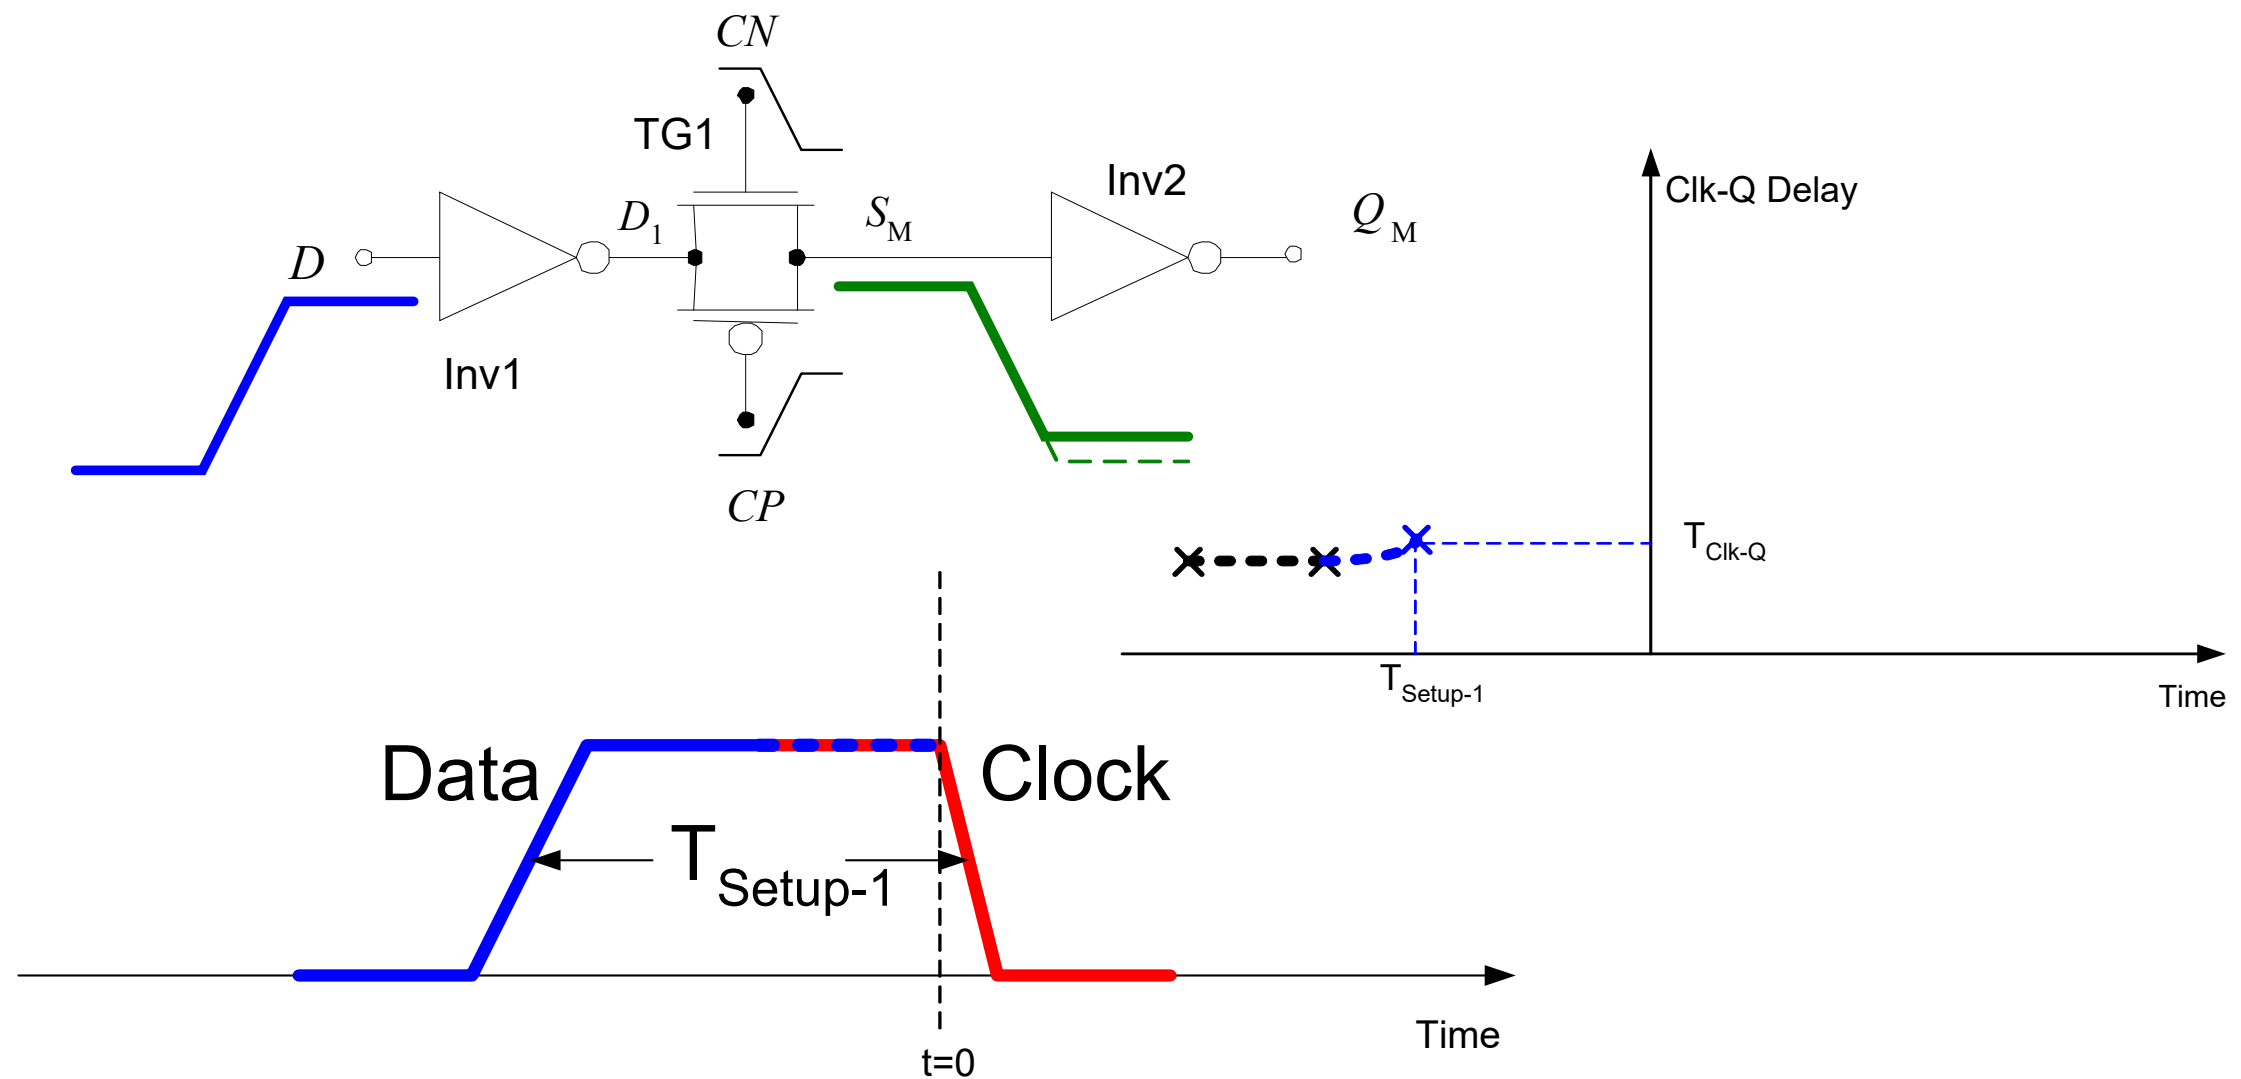 CN
TG1
Inv2
Clk-Q Delay
D
D1
SM
QM
Inv1
CP
TClk-Q
TSetup-1
Time
Data
Clock
TSetup-1
Time
t=0